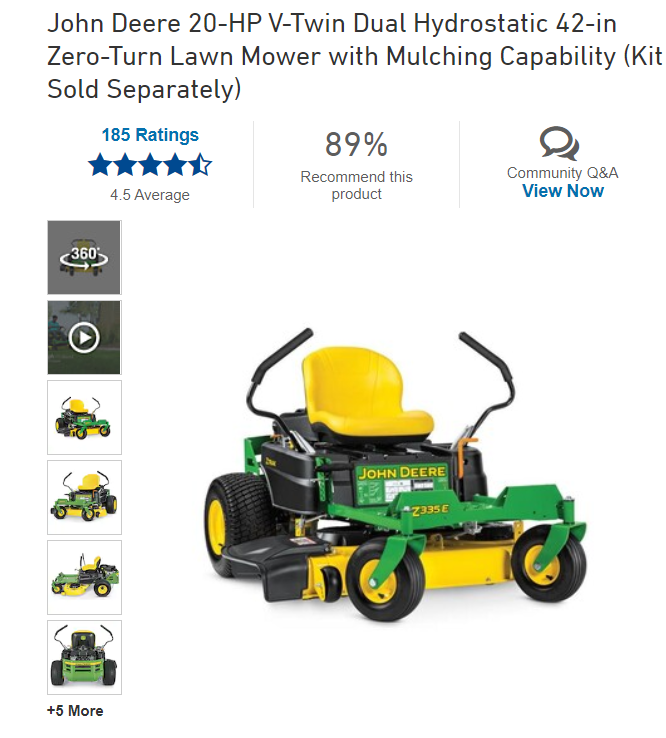 John Deere 20-HP V-Twin Dual Hydrostatic 42-in
Zero-Turn Lawn Mower with Mulching Capability (Kit
Sold Separately)
185 Ratings
4.5 Average
89%
Recommend this
product
Community Q&A
View Now
360°
JOHN DEERE
Z335E
+5 More